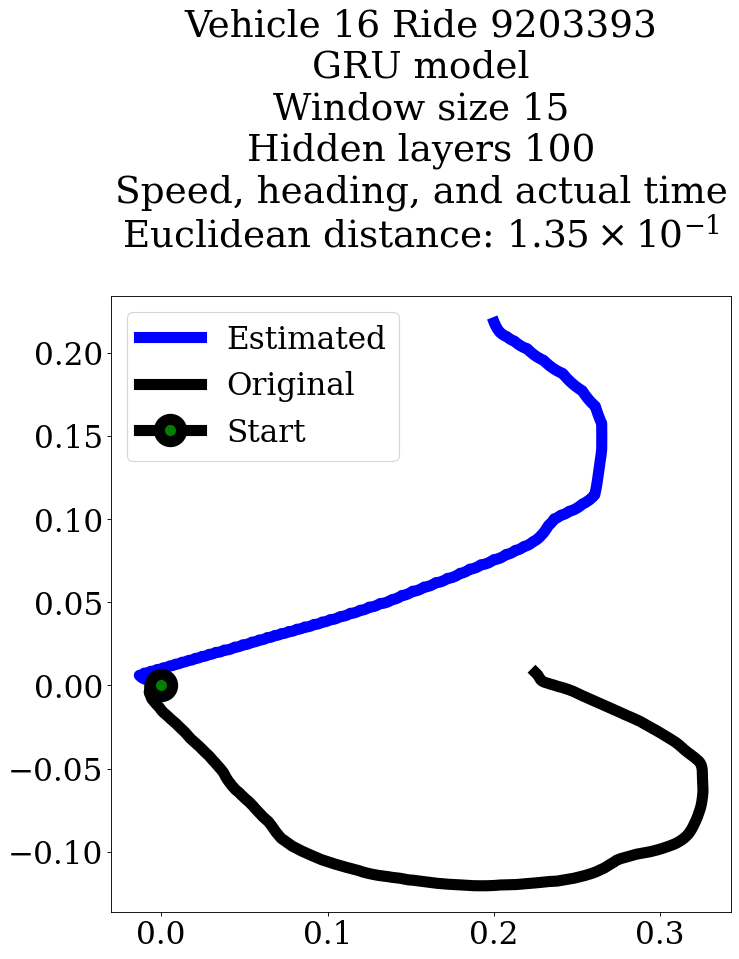 Vehicle 16 Ride 9203393
GRU model
Window size 15
Hidden layers 100
Speed, heading, and actual time
Euclidean distance: 1.35 × 10⁻¹
Estimated
Original
Start
0.20
0.15
0.10
0.05
0.00
−0.05
−0.10
0.0 0.1 0.2 0.3